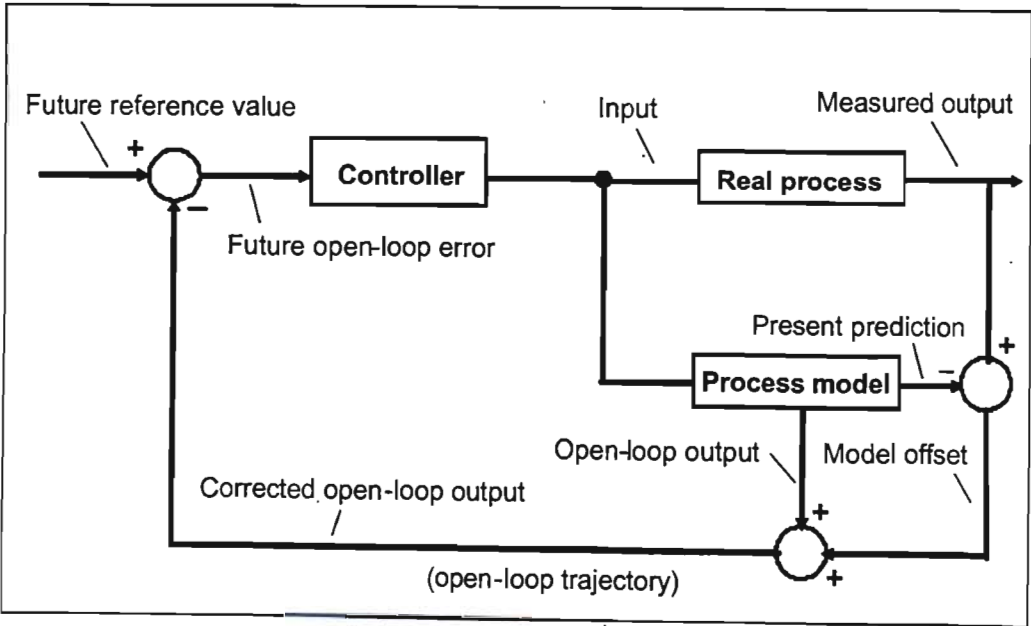 Future reference value
Input
Measured output
+
Controller
Real process
−
Future open-loop error
Present prediction
+
−
Process model
Open-loop output
Model offset
Corrected open-loop output
+
+
(open-loop trajectory)